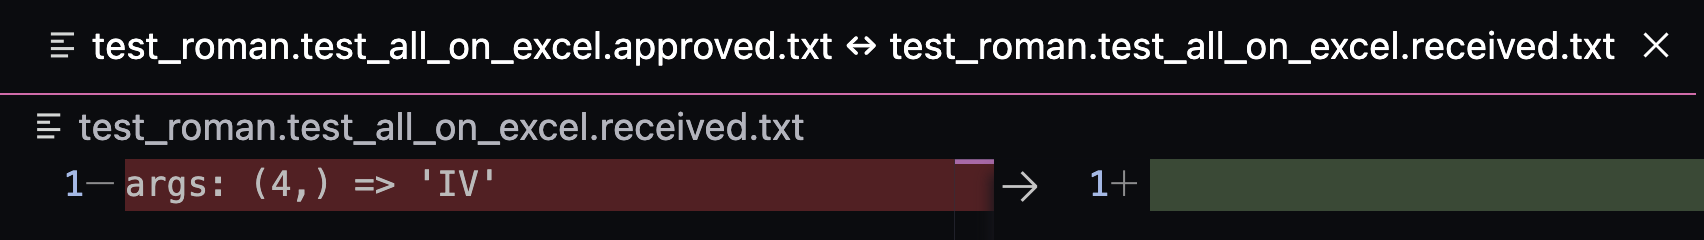 test_roman.test_all_on_excel.approved.txt ↔ test_roman.test_all_on_excel.received.txt ×
test_roman.test_all_on_excel.received.txt
1− args: (4,) => 'IV' → 1+